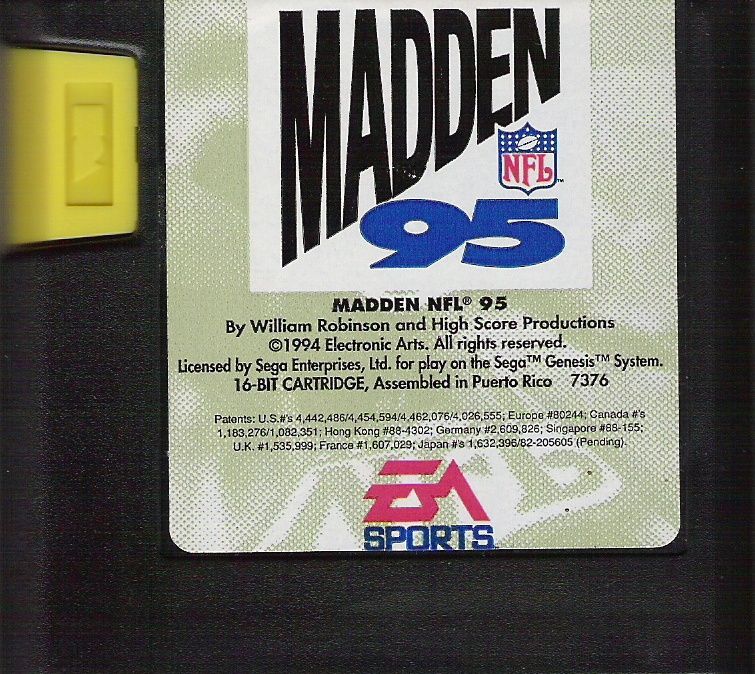 MADDEN
NFL
95
MADDEN NFL® 95
By William Robinson and High Score Productions
©1994 Electronic Arts. All rights reserved.
Licensed by Sega Enterprises, Ltd. for play on the Sega™ Genesis™ System.
16-BIT CARTRIDGE, Assembled in Puerto Rico 7376
Patents: U.S.#'s 4,442,486/4,454,594/4,462,076/4,026,555; Europe #80244; Canada #'s
1,183,276/1,082,351; Hong Kong #88-4302; Germany #2,609,826; Singapore #88-155;
U.K. #1,535,999; France #1,607,029; Japan #'s 1,632,396/82-205605 (Pending).
EA
SPORTS